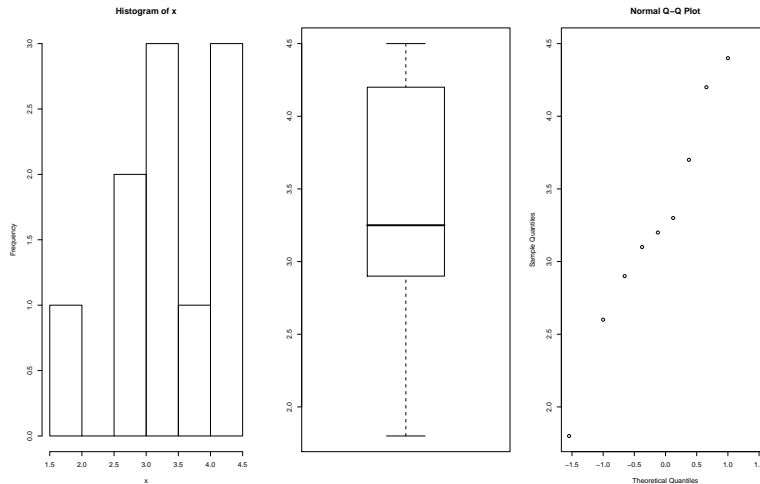 Histogram of x
Frequency
3.0
2.5
2.0
1.5
1.0
0.5
0.0
1.5 2.0 2.5 3.0 3.5 4.0 4.5
x
4.5
4.0
3.5
3.0
2.5
2.0
Normal Q−Q Plot
Sample Quantiles
4.5
4.0
3.5
3.0
2.5
2.0
−1.5 −1.0 −0.5 0.0 0.5 1.0 1.5
Theoretical Quantiles